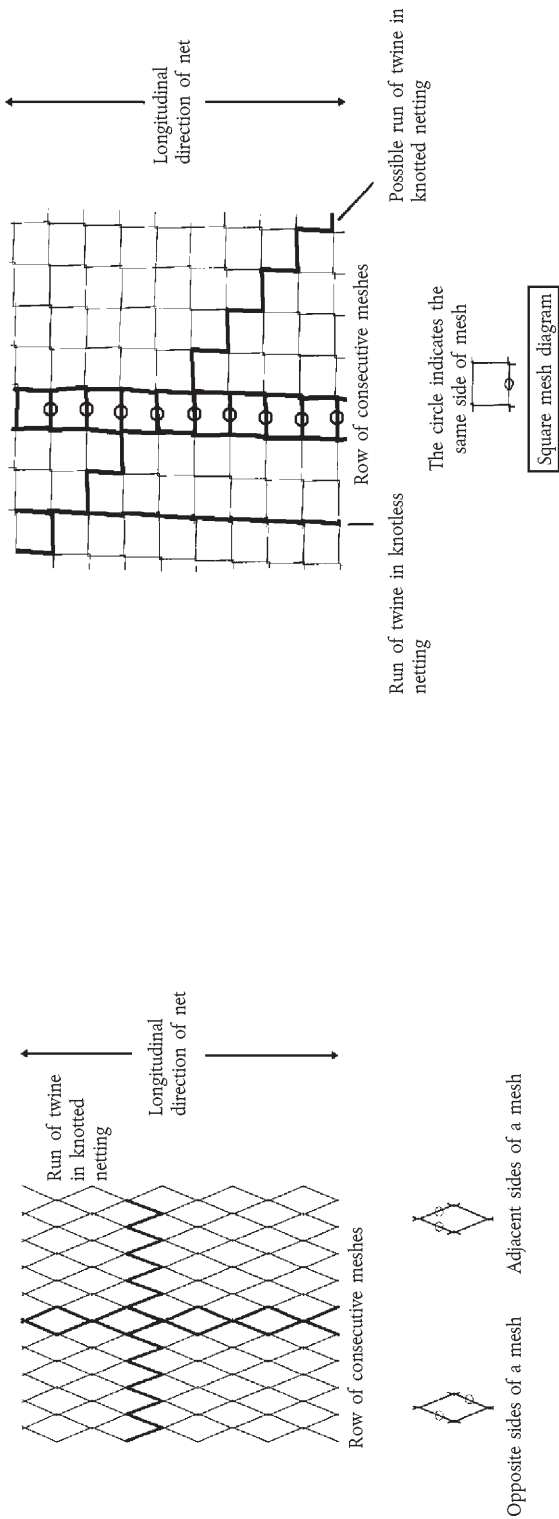 Run of twine
in knotted
netting
Longitudinal
direction of net
Row of consecutive meshes
Opposite sides of a mesh
Adjacent sides of a mesh
Longitudinal
direction of net
Run of twine in knotless
netting
Row of consecutive meshes
Possible run of twine in
knotted netting
The circle indicates the
same side of mesh
Square mesh diagram